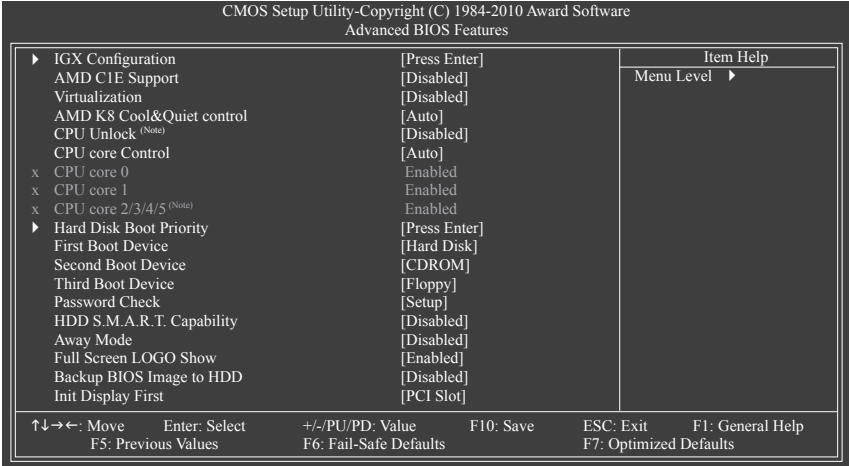 CMOS Setup Utility-Copyright (C) 1984-2010 Award Software
Advanced BIOS Features
IGX Configuration [Press Enter]
AMD C1E Support [Disabled]
Virtualization [Disabled]
AMD K8 Cool&Quiet control [Auto]
CPU Unlock (Note) [Disabled]
CPU core Control [Auto]
x CPU core 0 Enabled
x CPU core 1 Enabled
x CPU core 2/3/4/5 (Note) Enabled
Hard Disk Boot Priority [Press Enter]
First Boot Device [Hard Disk]
Second Boot Device [CDROM]
Third Boot Device [Floppy]
Password Check [Setup]
HDD S.M.A.R.T. Capability [Disabled]
Away Mode [Disabled]
Full Screen LOGO Show [Enabled]
Backup BIOS Image to HDD [Disabled]
Init Display First [PCI Slot]
Item Help
Menu Level
↑↓→←: Move Enter: Select +/-/PU/PD: Value F10: Save ESC: Exit F1: General Help
F5: Previous Values F6: Fail-Safe Defaults F7: Optimized Defaults